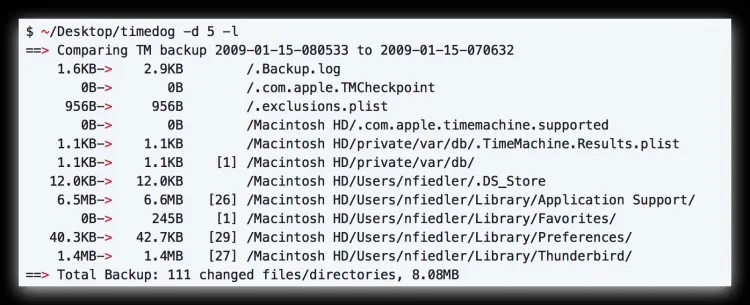 $ ~/Desktop/timedog -d 5 -l
==> Comparing TM backup 2009-01-15-080533 to 2009-01-15-070632
1.6KB-> 2.9KB /.Backup.log
0B-> 0B /.com.apple.TMCheckpoint
956B-> 956B /.exclusions.plist
0B-> 0B /Macintosh HD/.com.apple.timemachine.supported
1.1KB-> 1.1KB /Macintosh HD/private/var/db/.TimeMachine.Results.plist
1.1KB-> 1.1KB [1] /Macintosh HD/private/var/db/
12.0KB-> 12.0KB /Macintosh HD/Users/nfiedler/.DS_Store
6.5MB-> 6.6MB [26] /Macintosh HD/Users/nfiedler/Library/Application Support/
0B-> 245B [1] /Macintosh HD/Users/nfiedler/Library/Favorites/
40.3KB-> 42.7KB [29] /Macintosh HD/Users/nfiedler/Library/Preferences/
1.4MB-> 1.4MB [27] /Macintosh HD/Users/nfiedler/Library/Thunderbird/
==> Total Backup: 111 changed files/directories, 8.08MB